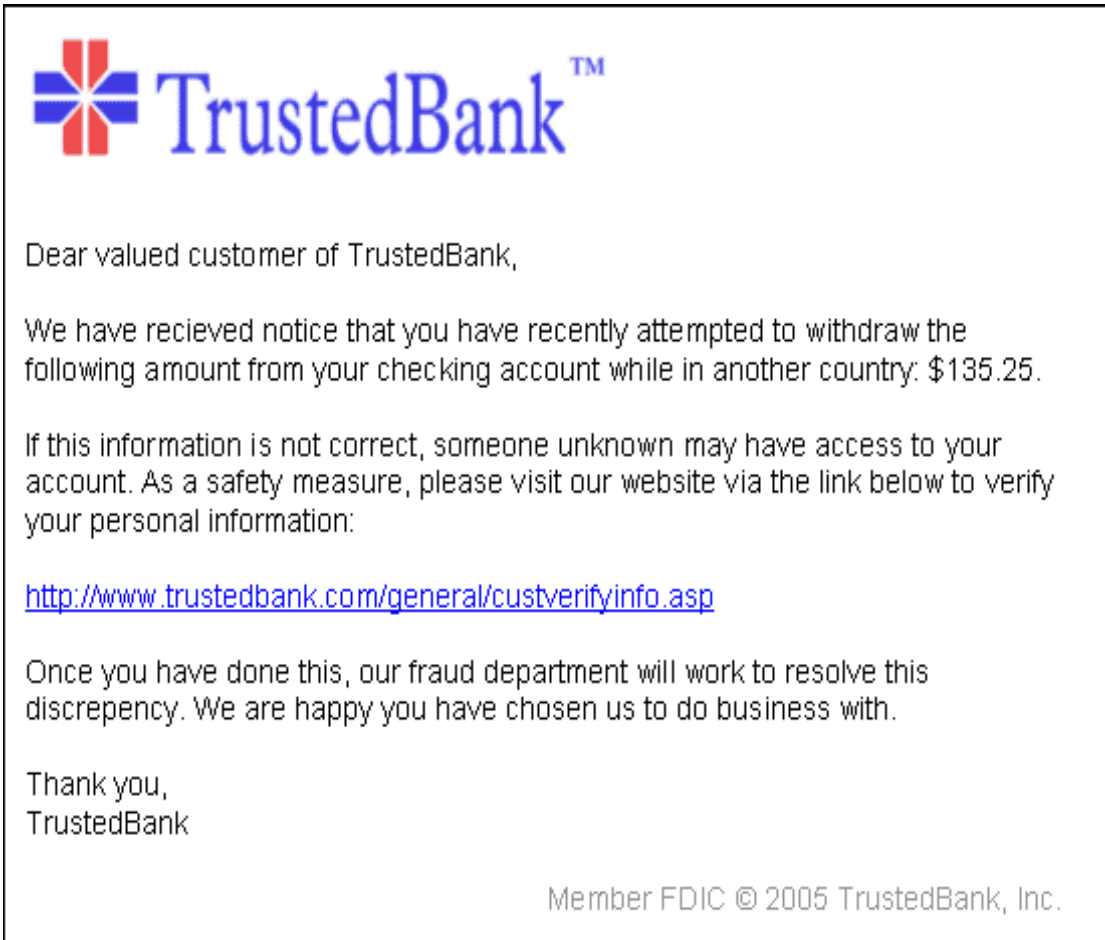 TrustedBank™
Dear valued customer of TrustedBank,
We have recieved notice that you have recently attempted to withdraw the
following amount from your checking account while in another country: $135.25.
If this information is not correct, someone unknown may have access to your
account. As a safety measure, please visit our website via the link below to verify
your personal information:
http://www.trustedbank.com/general/custverifyinfo.asp
Once you have done this, our fraud department will work to resolve this
discrepency. We are happy you have chosen us to do business with.
Thank you,
TrustedBank
Member FDIC © 2005 TrustedBank, Inc.